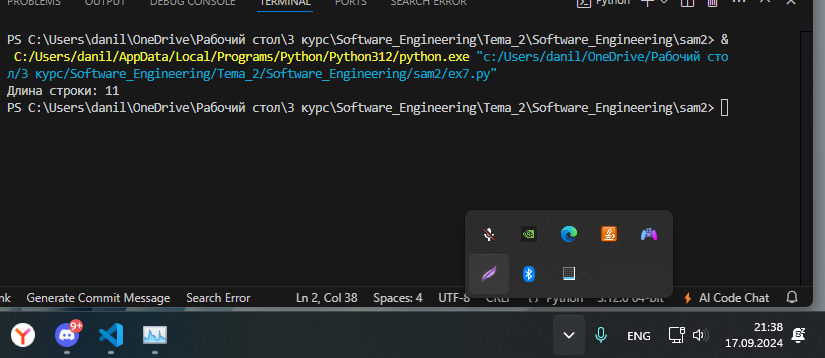 PROBLEMS OUTPUT DEBUG CONSOLE TERMINAL PORTS SEARCH ERROR Python
PS C:\Users\danil\OneDrive\Рабочий стол\3 курс\Software_Engineering\Tema_2\Software_Engineering\sam2> &
C:/Users/danil/AppData/Local/Programs/Python/Python312/python.exe "c:/Users/danil/OneDrive/Рабочий сто
л/3 курс/Software_Engineering/Tema_2/Software_Engineering/sam2/ex7.py"
Длина строки: 11
PS C:\Users\danil\OneDrive\Рабочий стол\3 курс\Software_Engineering\Tema_2\Software_Engineering\sam2>
Generate Commit Message Search Error Ln 2, Col 38 Spaces: 4 UTF-8 CRLF {} Python 3.12.6 64-bit AI Code Chat
9+
ENG
21:38
17.09.2024